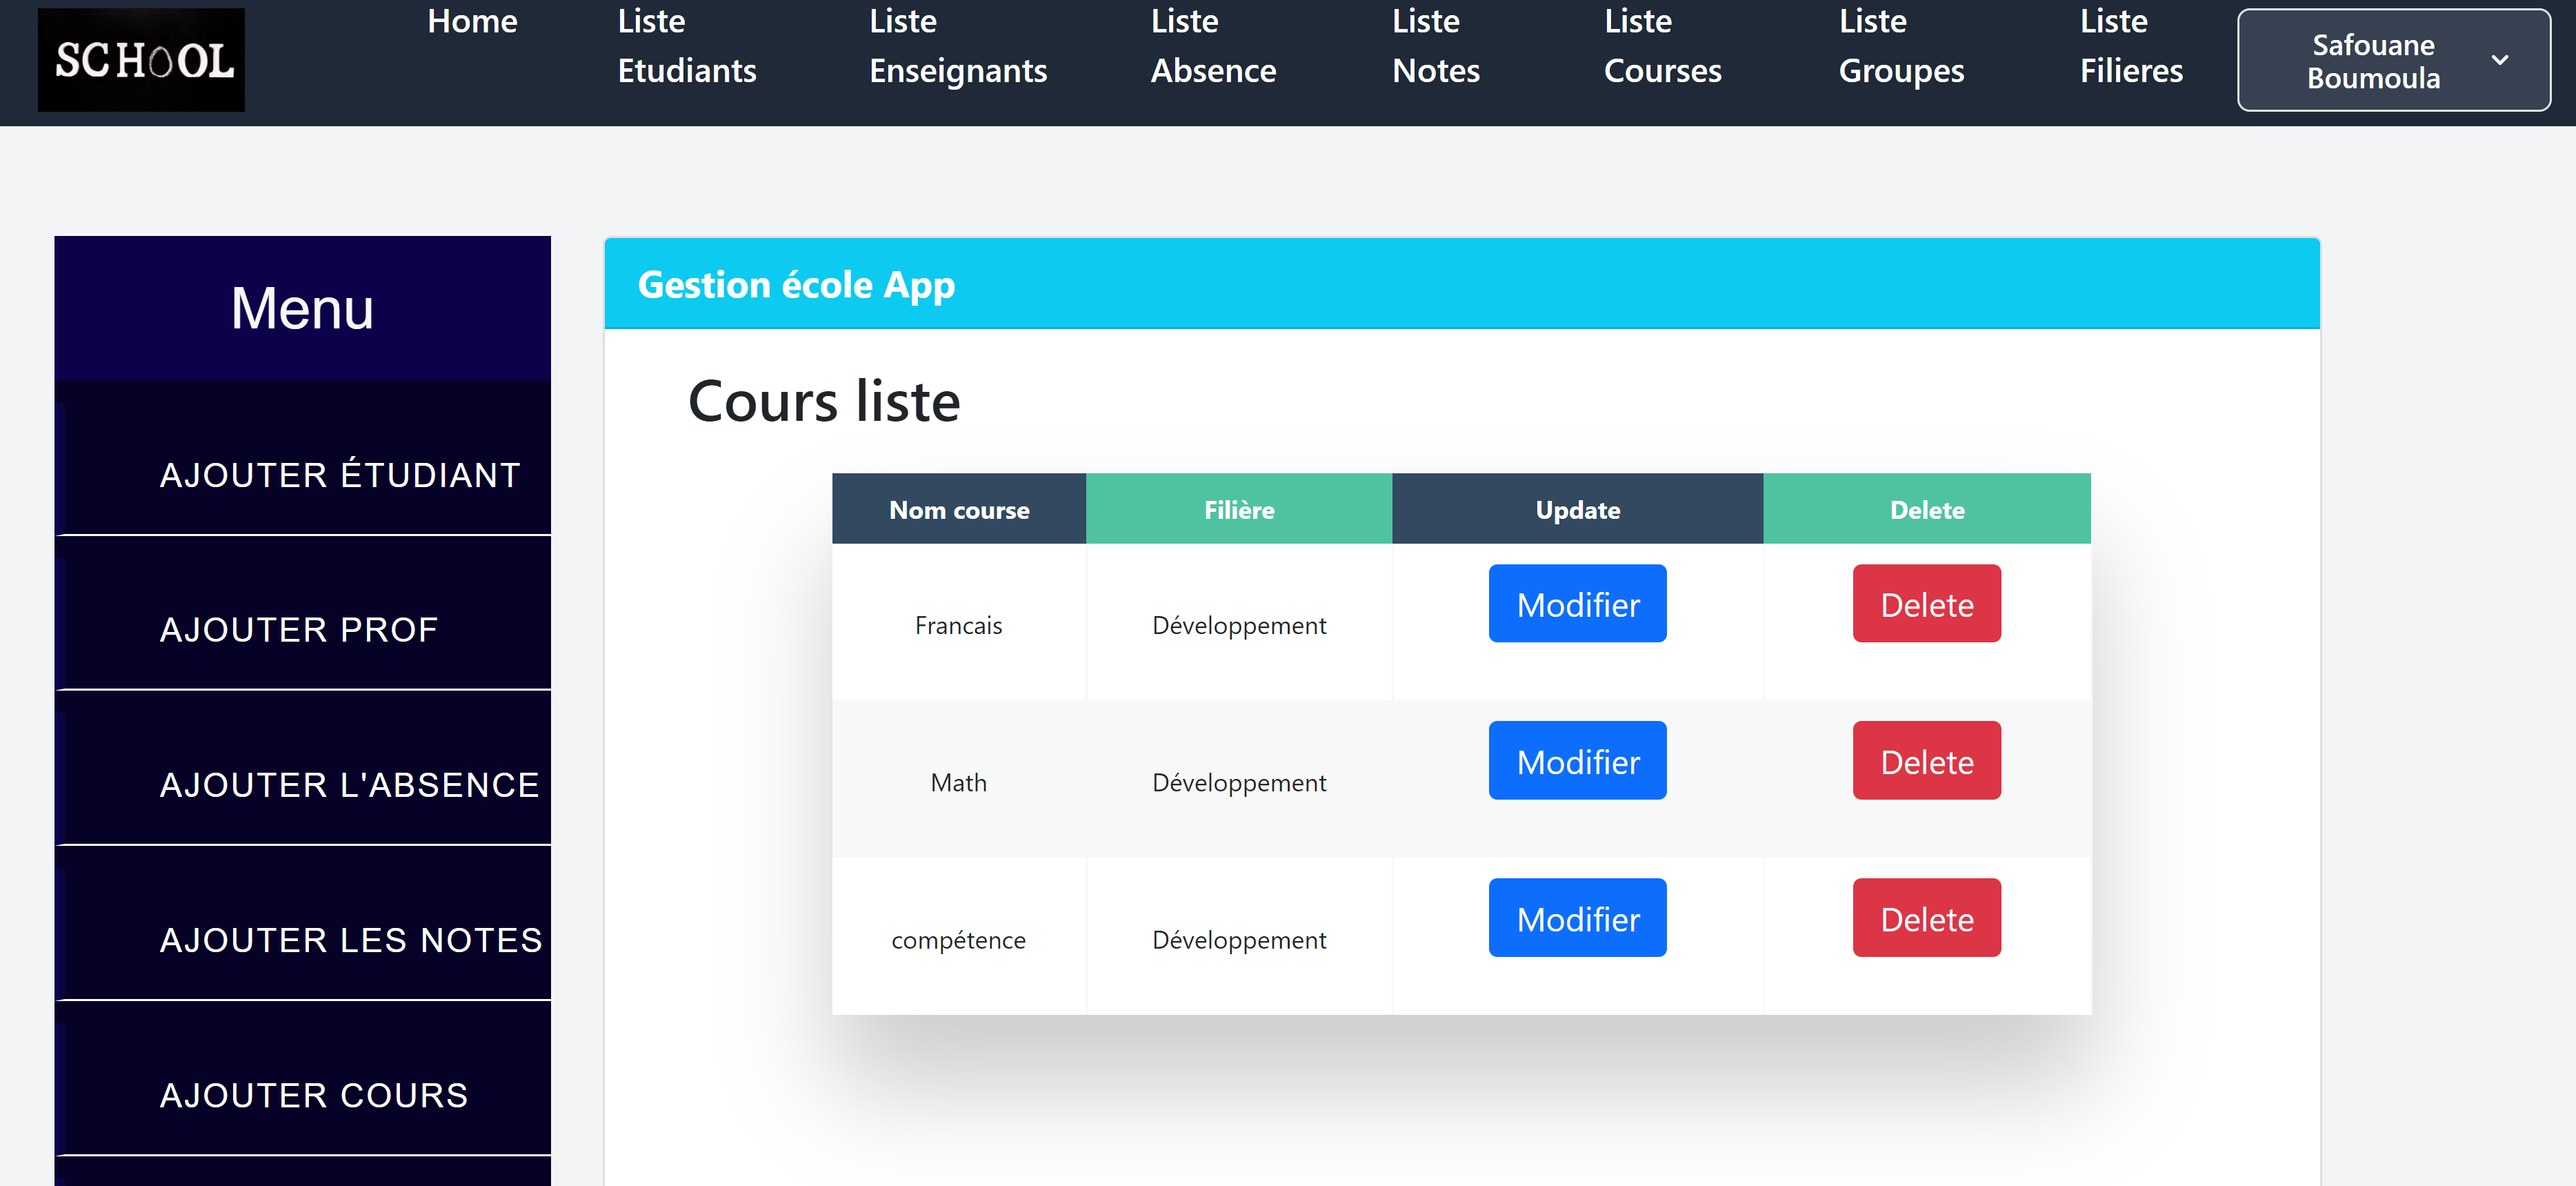 SCHOOL
Home
Liste
Etudiants
Liste
Enseignants
Liste
Absence
Liste
Notes
Liste
Courses
Liste
Groupes
Liste
Filieres
Safouane
Boumoula
Menu
AJOUTER ÉTUDIANT
AJOUTER PROF
AJOUTER L'ABSENCE
AJOUTER LES NOTES
AJOUTER COURS
Gestion école App
Cours liste
Nom course Filière Update Delete
Francais Développement Modifier Delete
Math Développement Modifier Delete
compétence Développement Modifier Delete